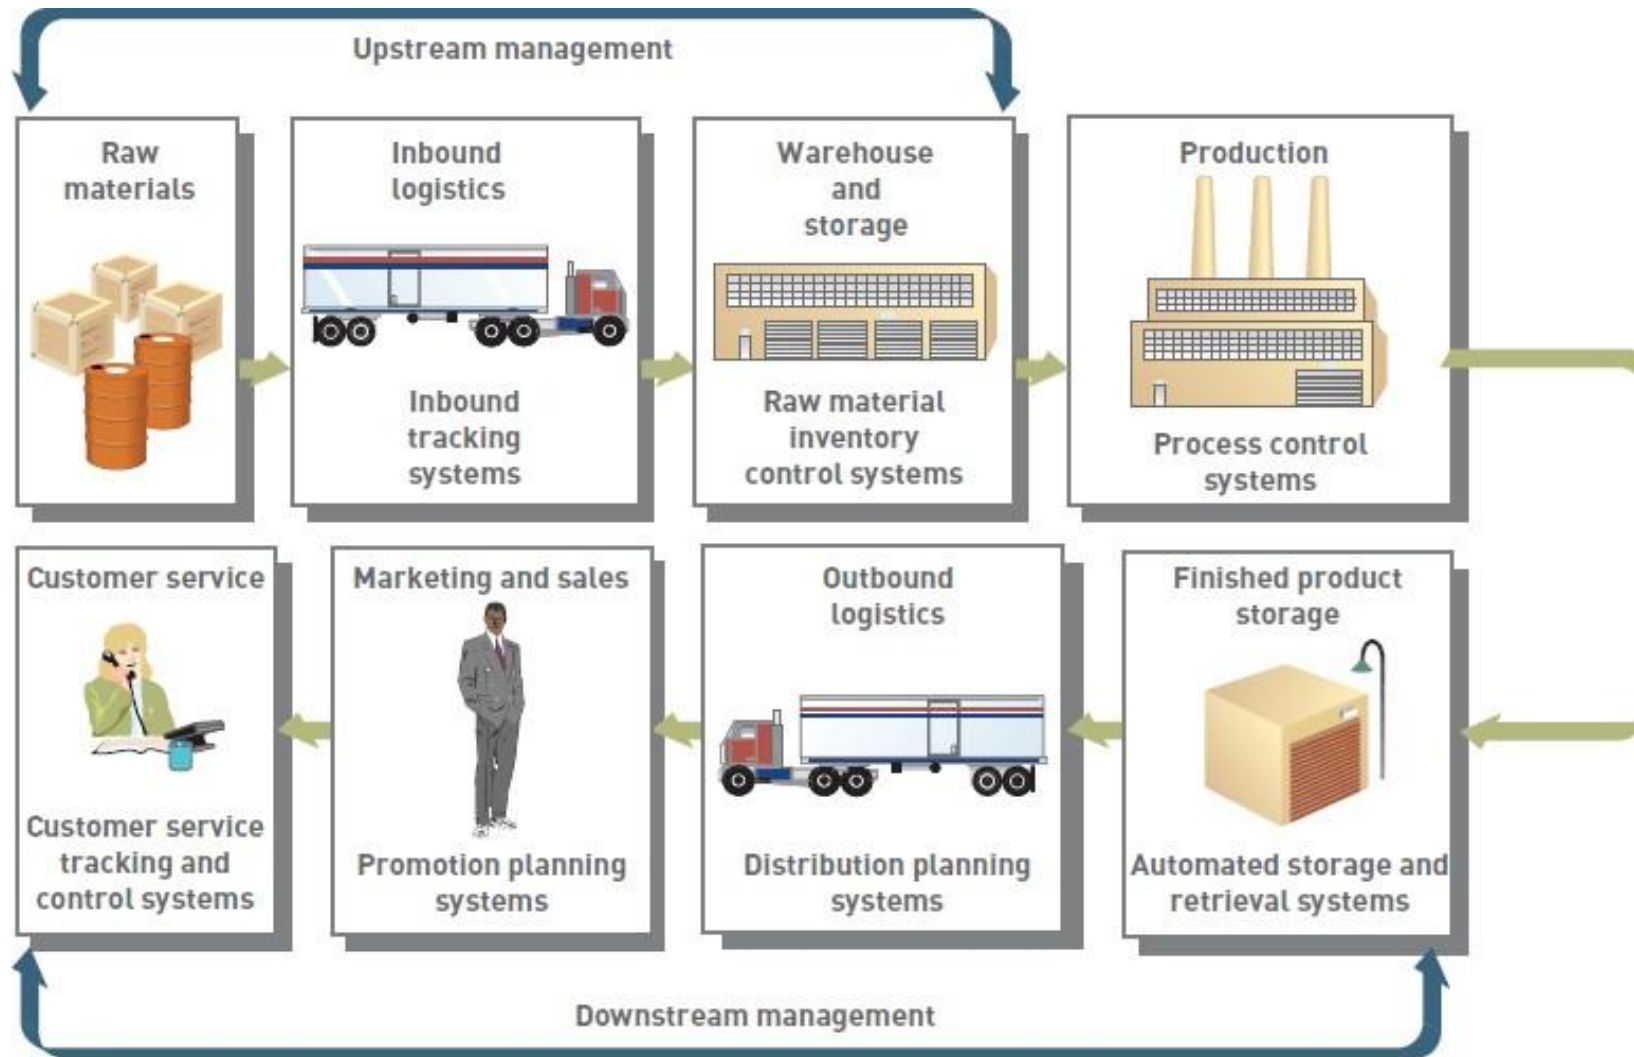 Upstream management
Raw
materials
Inbound
logistics
Inbound
tracking
systems
Warehouse
and
storage
Raw material
inventory
control systems
Production
Process control
systems
Customer service
Customer service
tracking and
control systems
Marketing and sales
Promotion planning
systems
Outbound
logistics
Distribution planning
systems
Finished product
storage
Automated storage and
retrieval systems
Downstream management